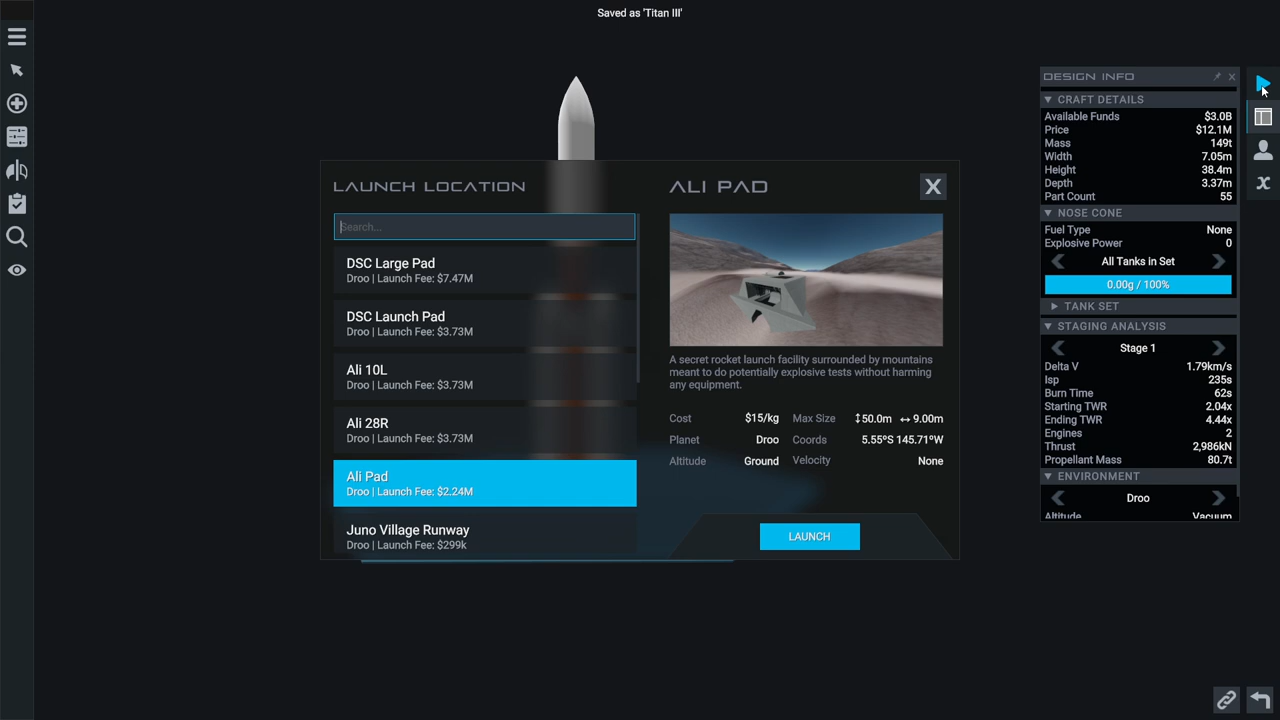 Saved as 'Titan III'
LAUNCH LOCATION
Search...
DSC Large Pad
Droo | Launch Fee: $7.47M
DSC Launch Pad
Droo | Launch Fee: $3.73M
Ali 10L
Droo | Launch Fee: $3.73M
Ali 28R
Droo | Launch Fee: $3.73M
Ali Pad
Droo | Launch Fee: $2.24M
Juno Village Runway
Droo | Launch Fee: $299k
ALI PAD
X
A secret rocket launch facility surrounded by mountains
meant to do potentially explosive tests without harming
any equipment.
Cost $15/kg Max Size ↕50.0m ↔9.00m
Planet Droo Coords 5.55ºS 145.71ºW
Altitude Ground Velocity None
LAUNCH
DESIGN INFO
CRAFT DETAILS
Available Funds $3.0B
Price $12.1M
Mass 149t
Width 7.05m
Height 38.4m
Depth 3.37m
Part Count 55
NOSE CONE
Fuel Type None
Explosive Power 0
All Tanks in Set
0.00g / 100%
TANK SET
STAGING ANALYSIS
Stage 1
Delta V 1.79km/s
Isp 235s
Burn Time 62s
Starting TWR 2.04x
Ending TWR 4.44x
Engines 2
Thrust 2,986kN
Propellant Mass 80.7t
ENVIRONMENT
Droo
Altitude Vacuum
x